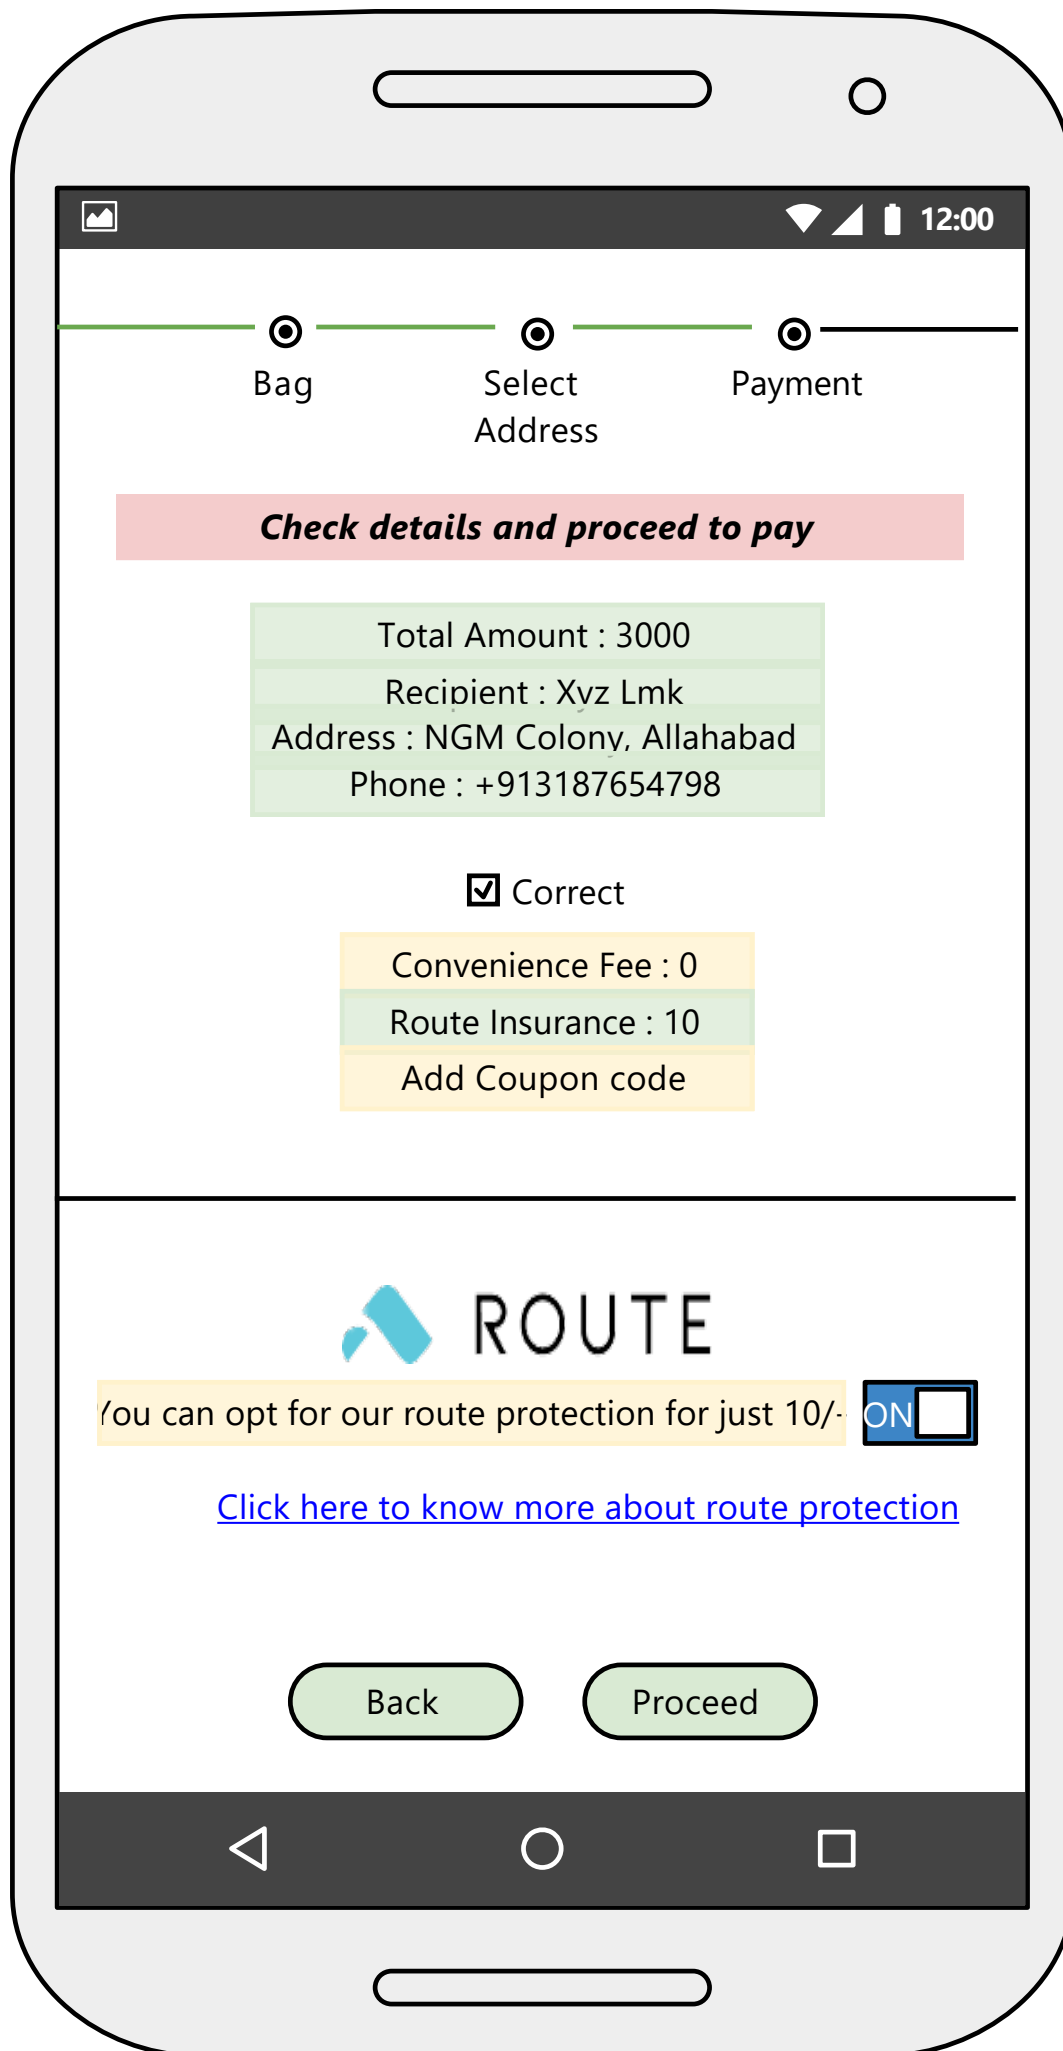 12:00
Bag
Select
Address
Payment
Check details and proceed to pay
Total Amount : 3000
Recipient : Xyz Lmk
Address : NGM Colony, Allahabad
Phone : +913187654798
Correct
Convenience Fee : 0
Route Insurance : 10
Add Coupon code
ROUTE
You can opt for our route protection for just 10/-
ON
Click here to know more about route protection
Back
Proceed